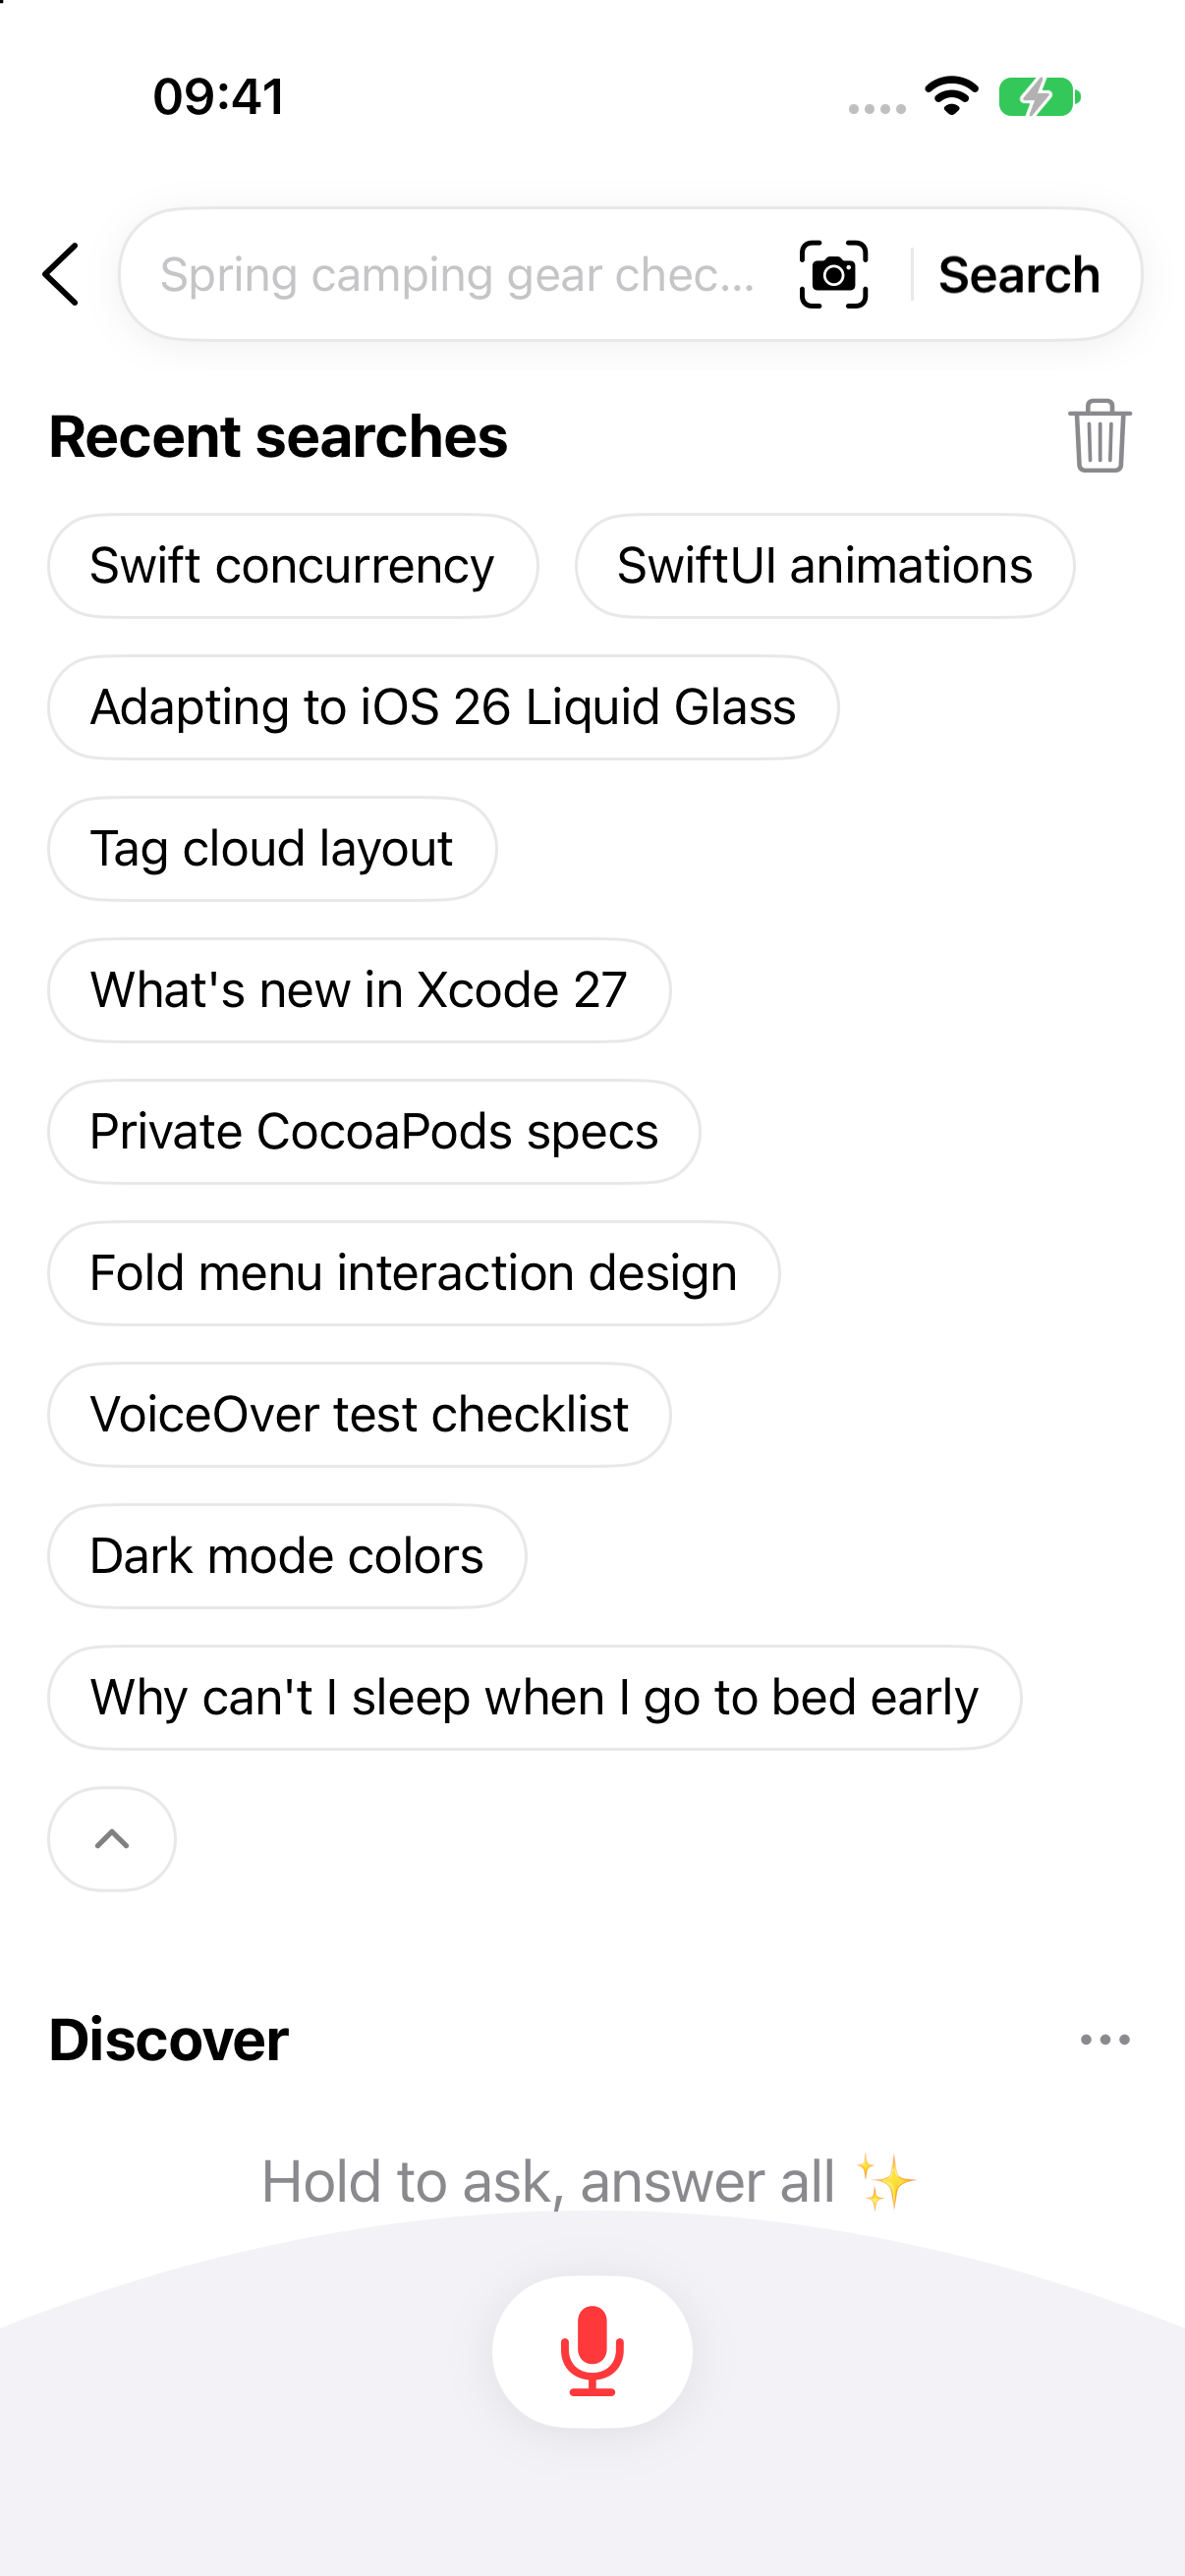 09:41
Spring camping gear chec...
Search
Recent searches
Swift concurrency
SwiftUI animations
Adapting to iOS 26 Liquid Glass
Tag cloud layout
What's new in Xcode 27
Private CocoaPods specs
Fold menu interaction design
VoiceOver test checklist
Dark mode colors
Why can't I sleep when I go to bed early
Discover
Hold to ask, answer all ✨